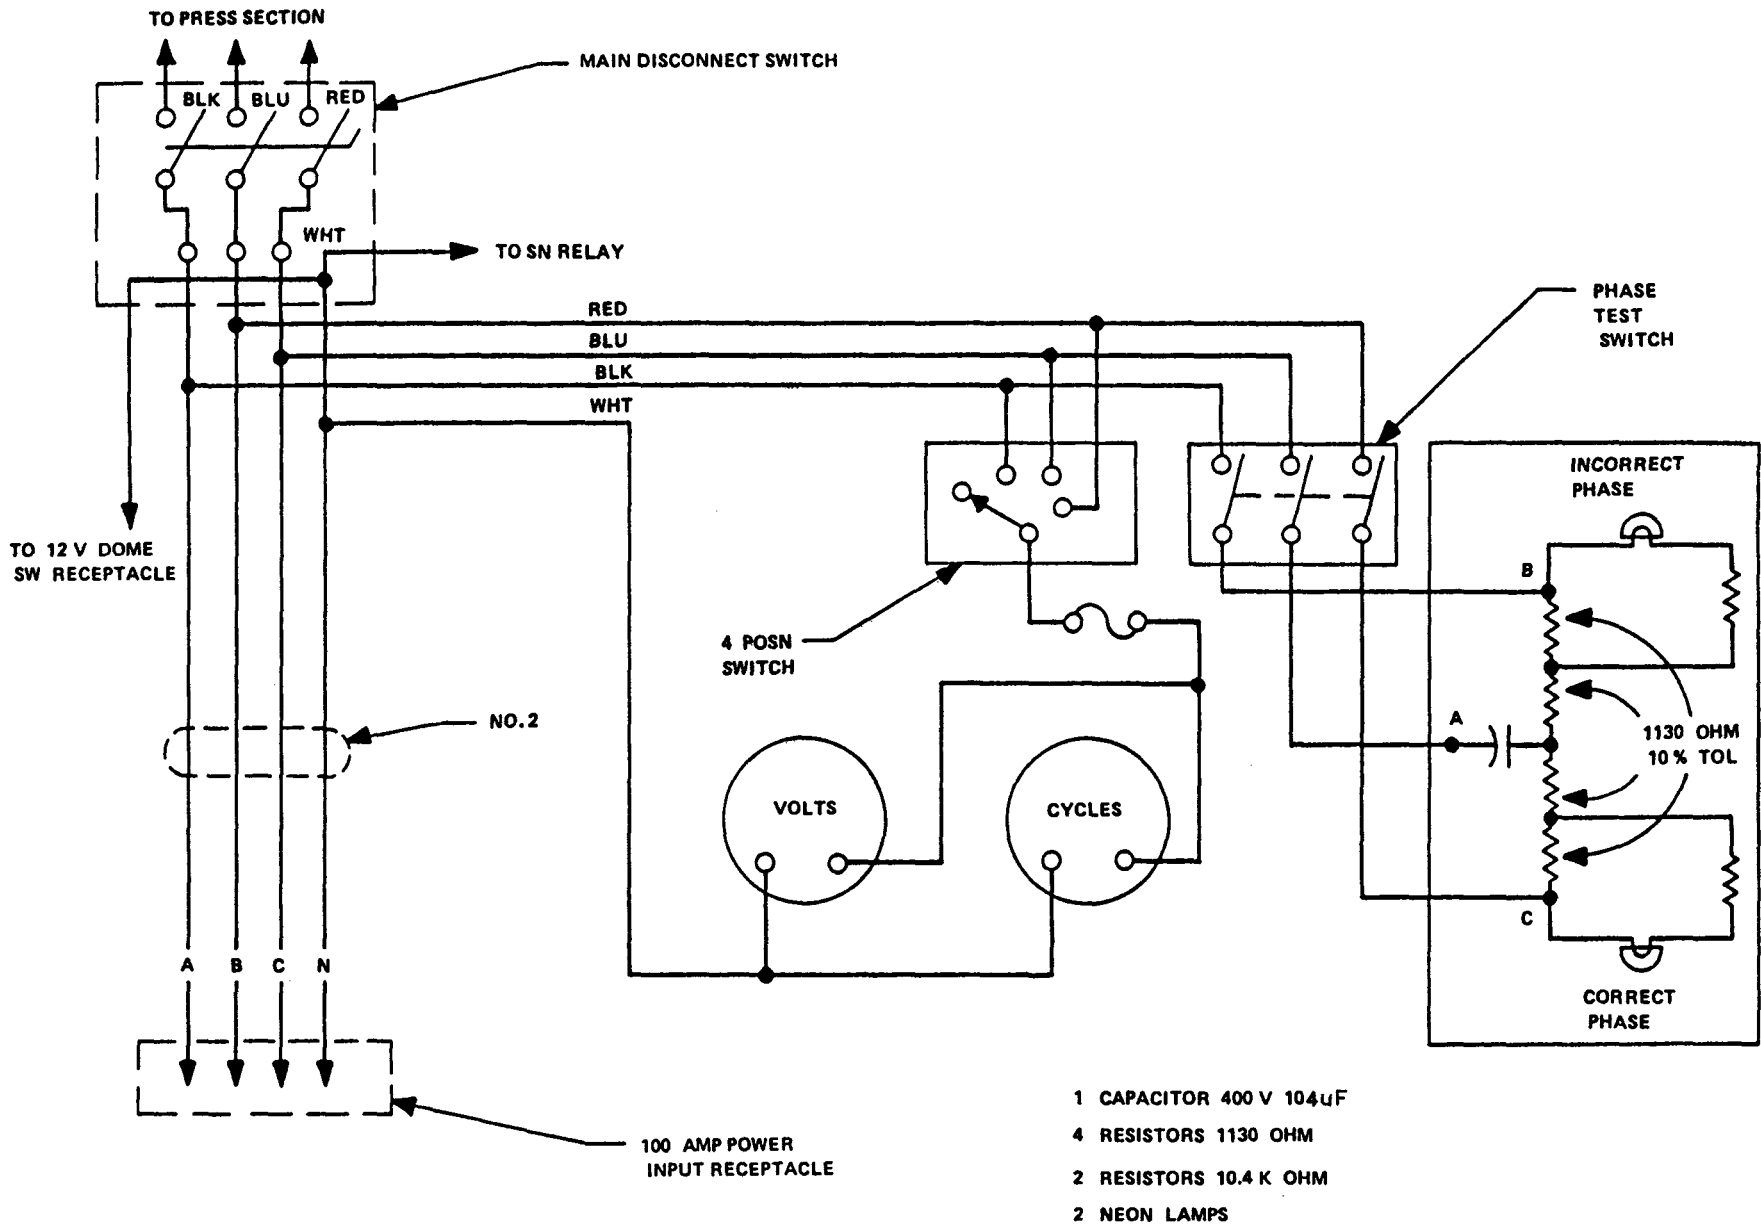 TO PRESS SECTION
MAIN DISCONNECT SWITCH
BLK BLU RED
WHT
TO SN RELAY
PHASE
TEST
SWITCH
RED
BLU
BLK
WHT
INCORRECT
PHASE
TO 12 V DOME
SW RECEPTACLE
B
4 POSN
SWITCH
NO.2
A
1130 OHM
10% TOL
VOLTS
CYCLES
C
A B C N
CORRECT
PHASE
100 AMP POWER
INPUT RECEPTACLE
1 CAPACITOR 400 V 104uF
4 RESISTORS 1130 OHM
2 RESISTORS 10.4 K OHM
2 NEON LAMPS